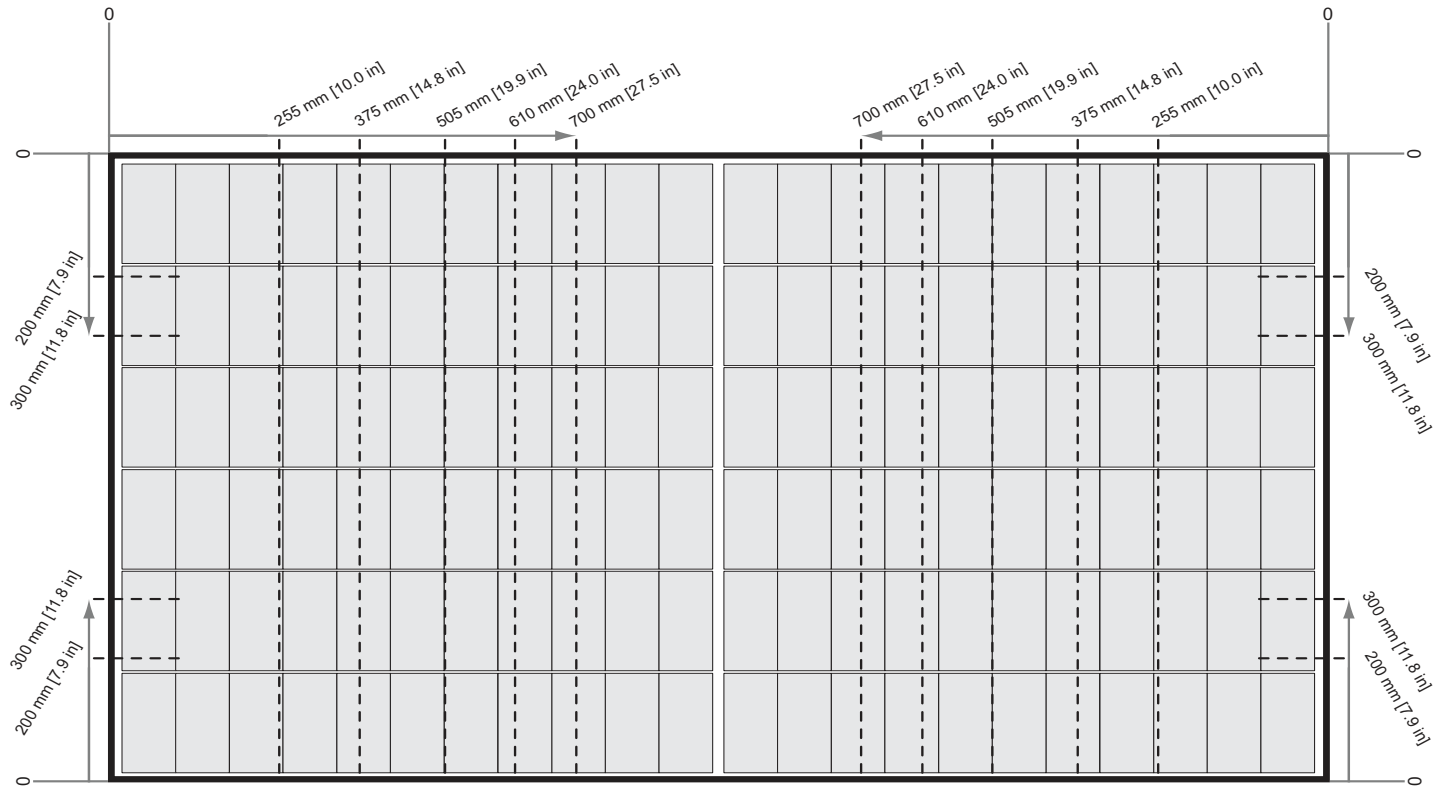 0
0
255 mm [10.0 in]
375 mm [14.8 in]
505 mm [19.9 in]
610 mm [24.0 in]
700 mm [27.5 in]
700 mm [27.5 in]
610 mm [24.0 in]
505 mm [19.9 in]
375 mm [14.8 in]
255 mm [10.0 in]
0
0
200 mm [7.9 in]
300 mm [11.8 in]
200 mm [7.9 in]
300 mm [11.8 in]
300 mm [11.8 in]
200 mm [7.9 in]
300 mm [11.8 in]
200 mm [7.9 in]
0
0